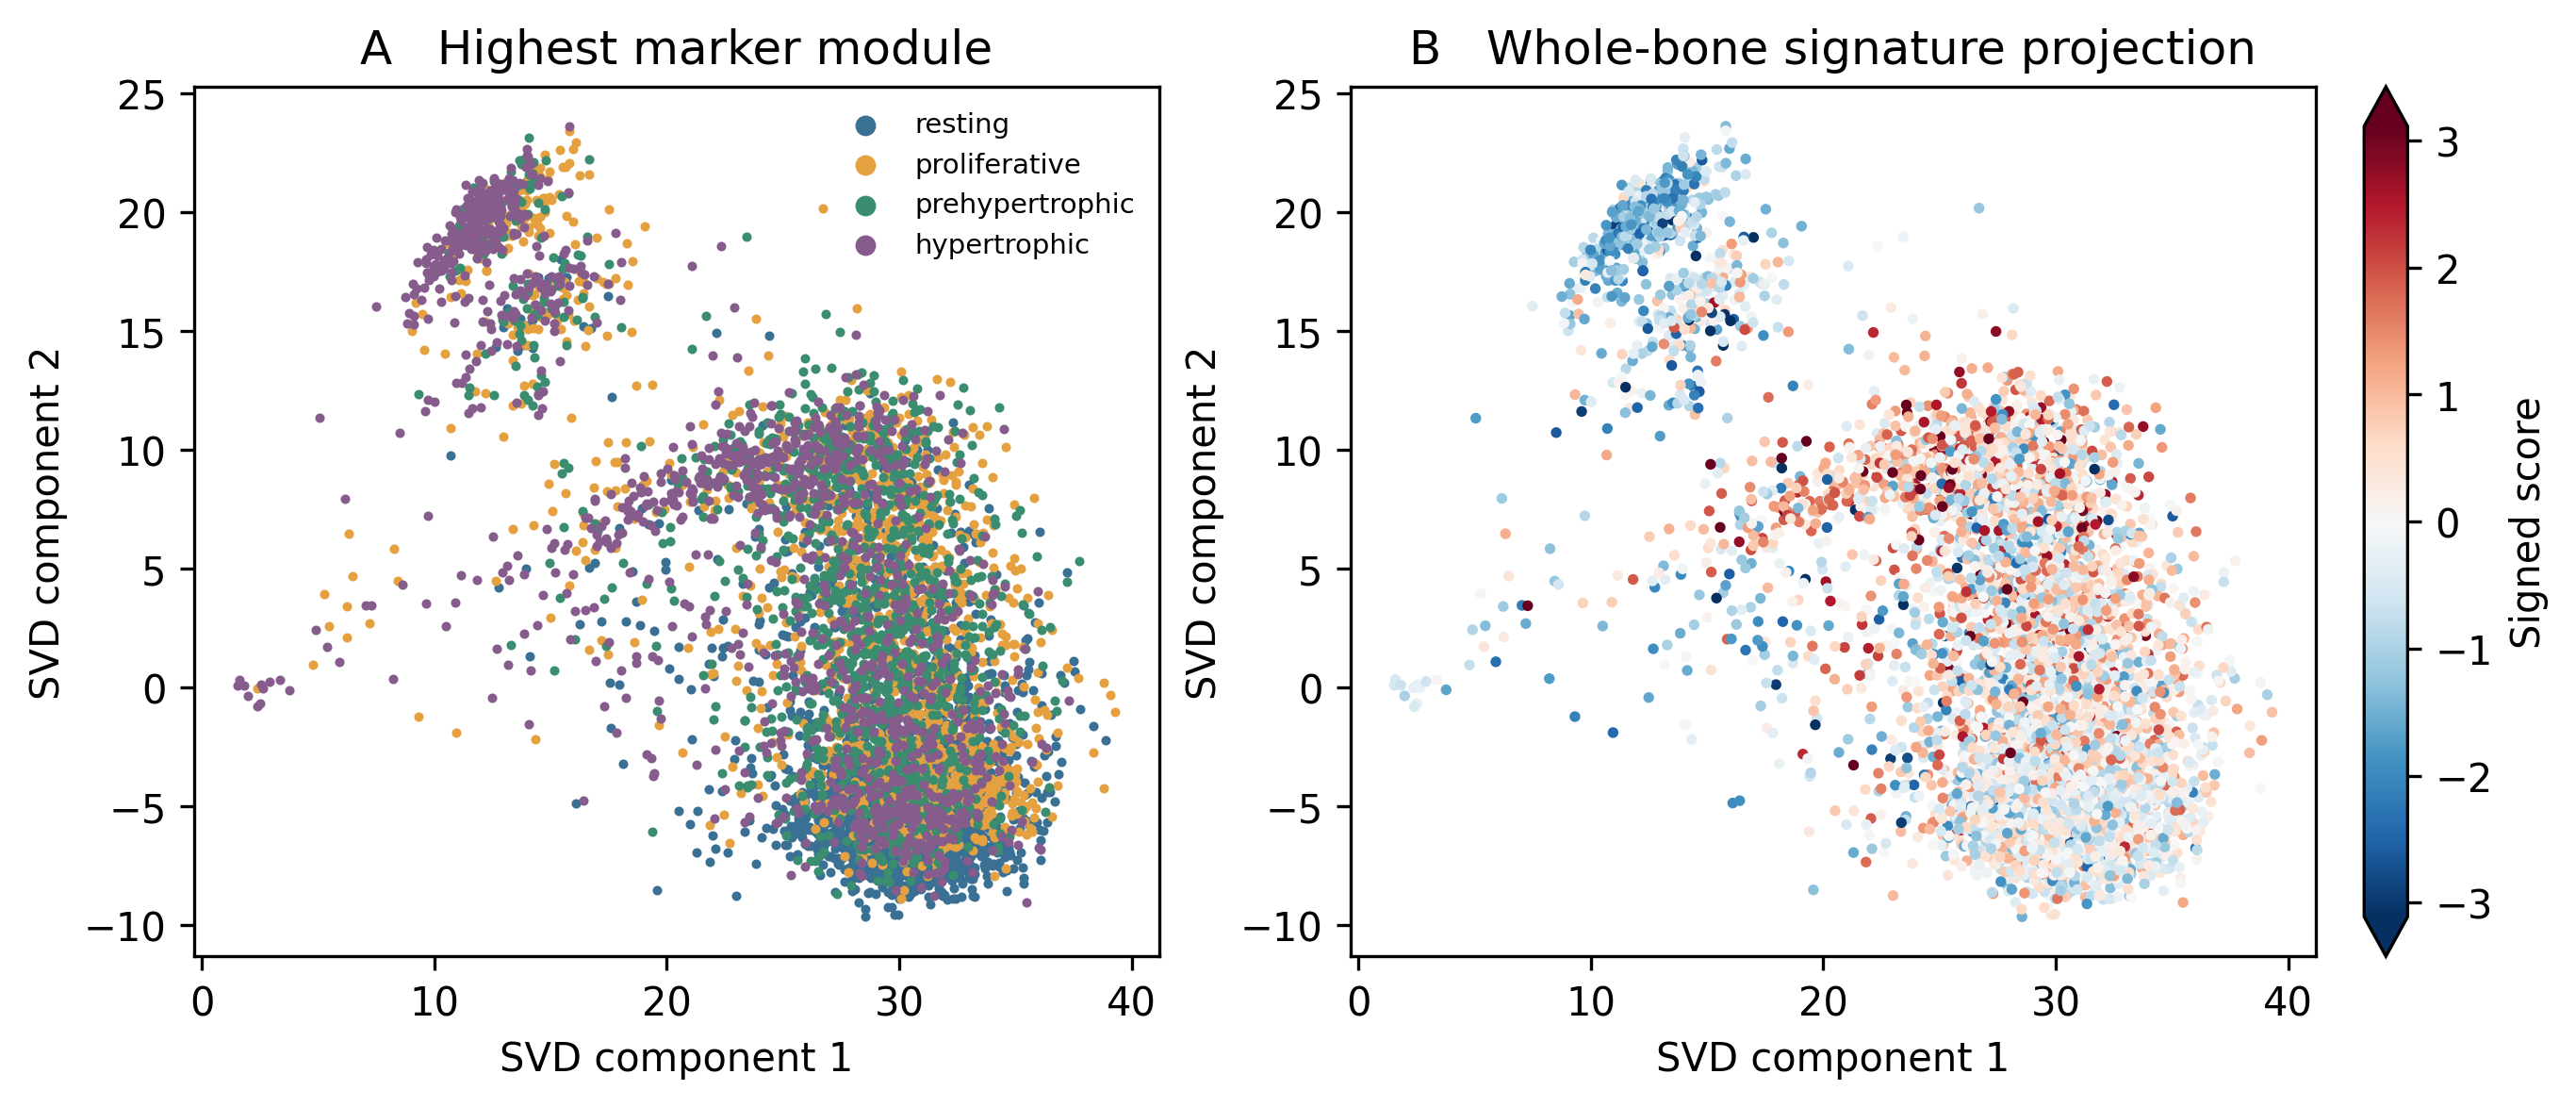 A Highest marker module
25
20
15
10
5
0
−5
−10
SVD component 2
0 10 20 30 40
SVD component 1
resting
proliferative
prehypertrophic
hypertrophic
B Whole-bone signature projection
25
20
15
10
5
0
−5
−10
SVD component 2
0 10 20 30 40
SVD component 1
3
2
1
0
−1
−2
−3
Signed score